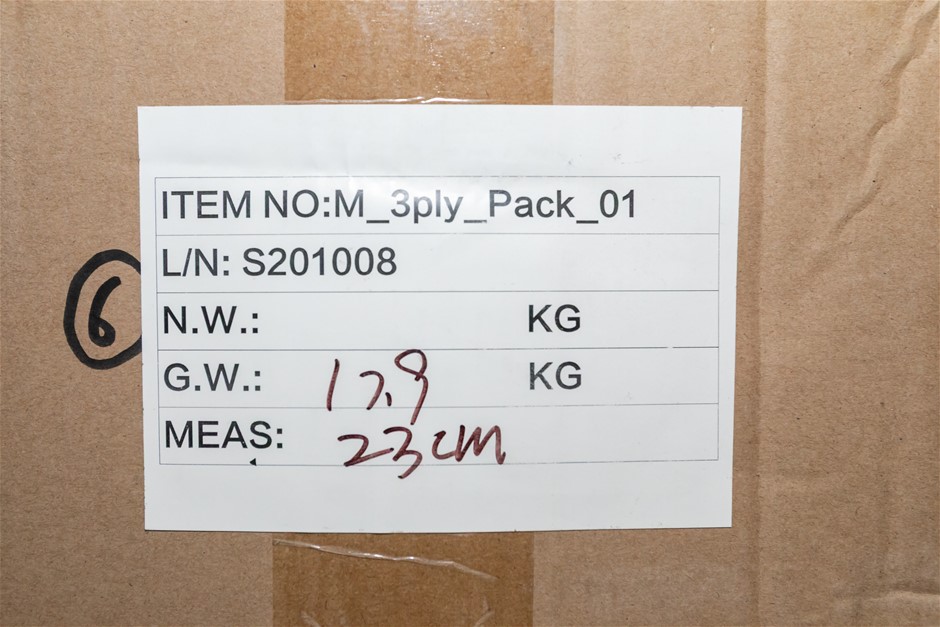 ITEM NO:M_3ply_Pack_01
L/N: S201008
6
N.W.: KG
G.W.: 17.9 KG
MEAS: 23cm